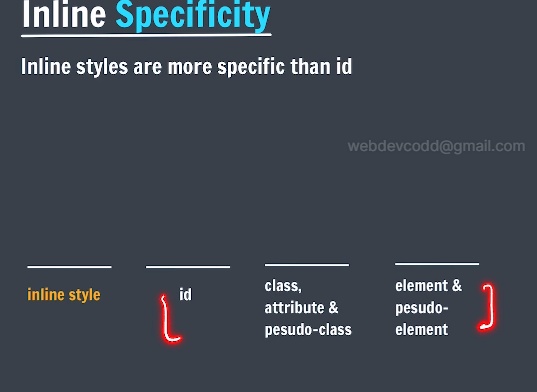 Inline Specificity
Inline styles are more specific than id
webdevcodd@gmail.com
inline style
id
class,
attribute &
pesudo-class
element &
pesudo-
element